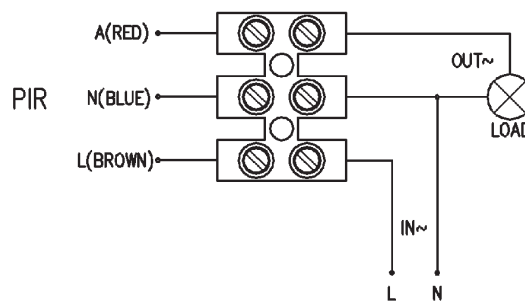 A(RED)
OUT~
PIR
N(BLUE)
LOAD
L(BROWN)
IN~
L
N